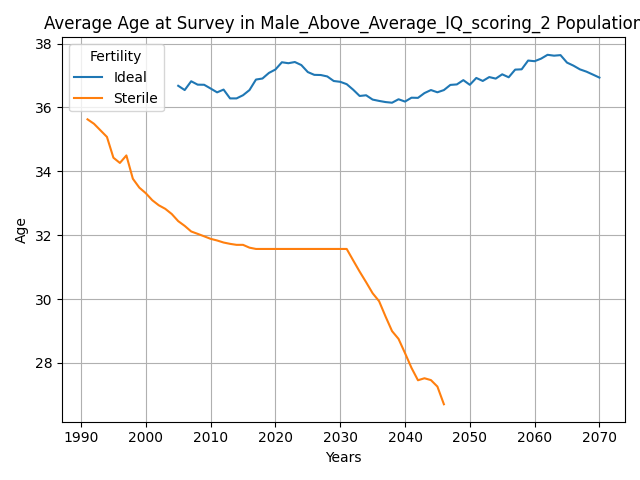 Average Age at Survey in Male_Above_Average_IQ_scoring_2 Population
Fertility
Ideal
Sterile
Age
38
36
34
32
30
28
1990
2000
2010
2020
2030
2040
2050
2060
2070
Years